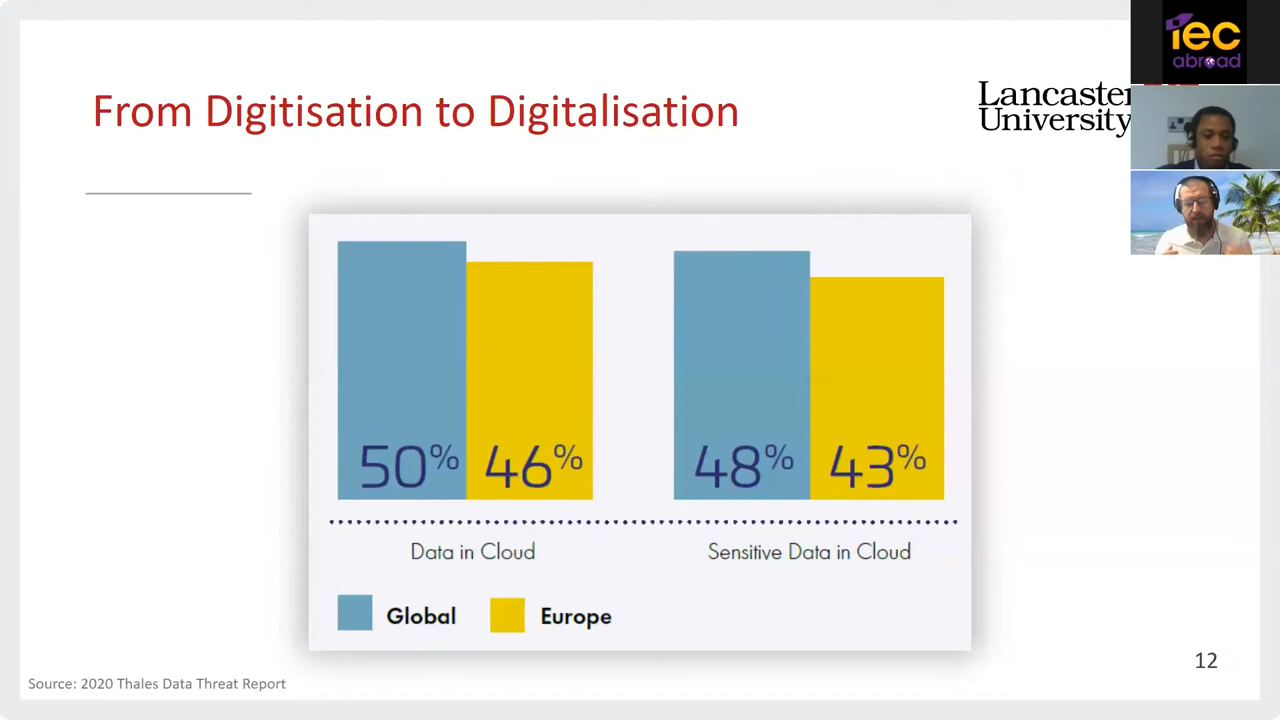 From Digitisation to Digitalisation
Lancaster
University
iec
abroad
50% 46% 48% 43%
Data in Cloud Sensitive Data in Cloud
Global Europe
12
Source: 2020 Thales Data Threat Report